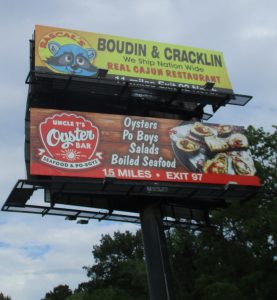 RASCAL'S
BOUDIN & CRACKLIN
We Ship Nation Wide
REAL CAJUN RESTAURANT
UNCLE T'S
Oyster
BAR
SEAFOOD & PO-BOYS
Oysters
Po Boys
Salads
Boiled Seafood
15 MILES • EXIT 97